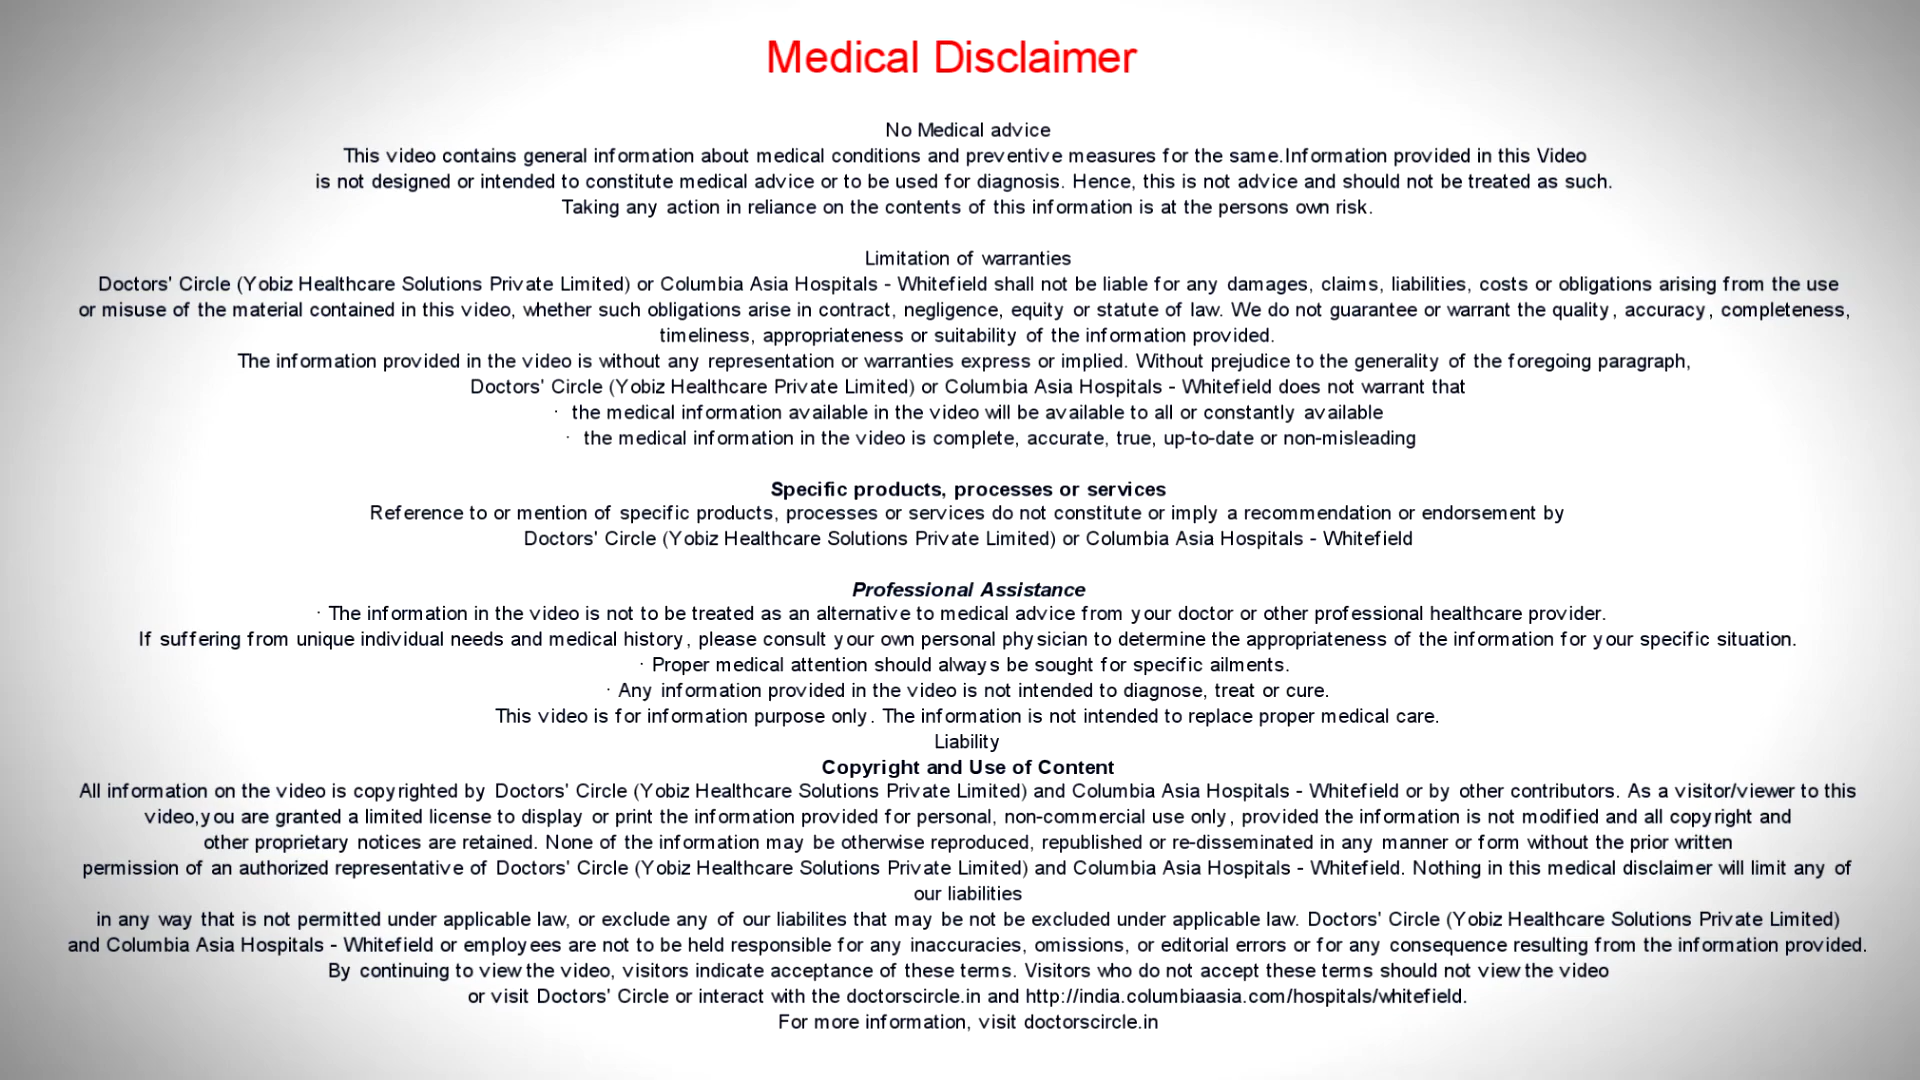 Medical Disclaimer
No Medical advice
This video contains general information about medical conditions and preventive measures for the same.Information provided in this Video
is not designed or intended to constitute medical advice or to be used for diagnosis. Hence, this is not advice and should not be treated as such.
Taking any action in reliance on the contents of this information is at the persons own risk.
Limitation of warranties
Doctors' Circle (Yobiz Healthcare Solutions Private Limited) or Columbia Asia Hospitals - Whitefield shall not be liable for any damages, claims, liabilities, costs or obligations arising from the use
or misuse of the material contained in this video, whether such obligations arise in contract, negligence, equity or statute of law. We do not guarantee or warrant the quality, accuracy, completeness,
timeliness, appropriateness or suitability of the information provided.
The information provided in the video is without any representation or warranties express or implied. Without prejudice to the generality of the foregoing paragraph,
Doctors' Circle (Yobiz Healthcare Private Limited) or Columbia Asia Hospitals - Whitefield does not warrant that
· the medical information available in the video will be available to all or constantly available
· the medical information in the video is complete, accurate, true, up-to-date or non-misleading
Specific products, processes or services
Reference to or mention of specific products, processes or services do not constitute or imply a recommendation or endorsement by
Doctors' Circle (Yobiz Healthcare Solutions Private Limited) or Columbia Asia Hospitals - Whitefield
Professional Assistance
· The information in the video is not to be treated as an alternative to medical advice from your doctor or other professional healthcare provider.
If suffering from unique individual needs and medical history, please consult your own personal physician to determine the appropriateness of the information for your specific situation.
· Proper medical attention should always be sought for specific ailments.
· Any information provided in the video is not intended to diagnose, treat or cure.
This video is for information purpose only. The information is not intended to replace proper medical care.
Liability
Copyright and Use of Content
All information on the video is copyrighted by Doctors' Circle (Yobiz Healthcare Solutions Private Limited) and Columbia Asia Hospitals - Whitefield or by other contributors. As a visitor/viewer to this
video,you are granted a limited license to display or print the information provided for personal, non-commercial use only, provided the information is not modified and all copyright and
other proprietary notices are retained. None of the information may be otherwise reproduced, republished or re-disseminated in any manner or form without the prior written
permission of an authorized representative of Doctors' Circle (Yobiz Healthcare Solutions Private Limited) and Columbia Asia Hospitals - Whitefield. Nothing in this medical disclaimer will limit any of
our liabilities
in any way that is not permitted under applicable law, or exclude any of our liabilites that may be not be excluded under applicable law. Doctors' Circle (Yobiz Healthcare Solutions Private Limited)
and Columbia Asia Hospitals - Whitefield or employees are not to be held responsible for any inaccuracies, omissions, or editorial errors or for any consequence resulting from the information provided.
By continuing to view the video, visitors indicate acceptance of these terms. Visitors who do not accept these terms should not view the video
or visit Doctors' Circle or interact with the doctorscircle.in and http://india.columbiaasia.com/hospitals/whitefield.
For more information, visit doctorscircle.in